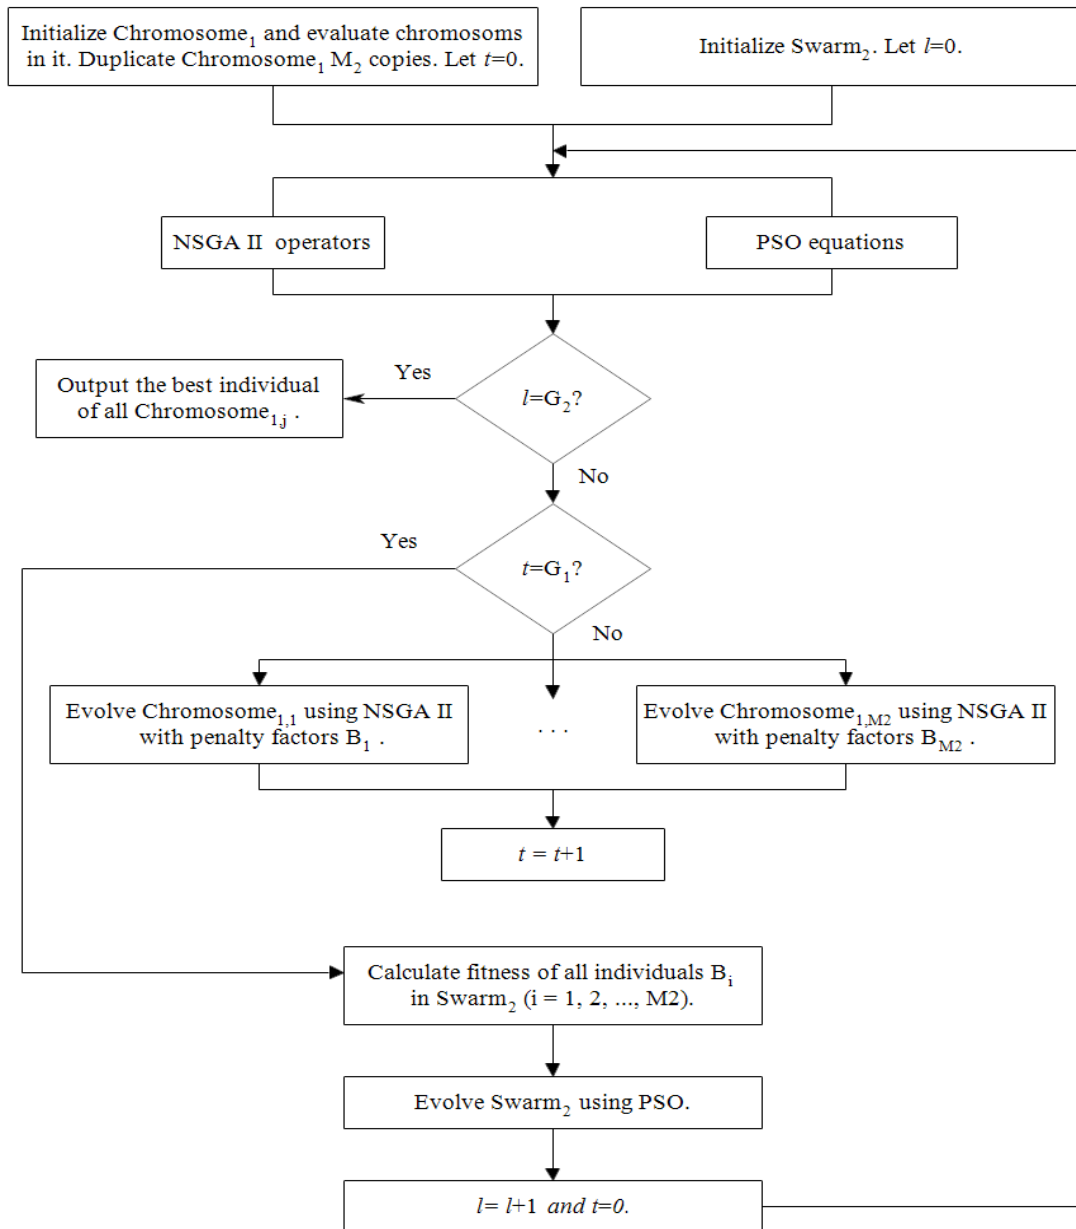 Initialize Chromosome₁ and evaluate chromosoms
in it. Duplicate Chromosome₁ M₂ copies. Let t=0.
Initialize Swarm₂. Let l=0.
NSGA II operators
PSO equations
Yes
Output the best individual
of all Chromosome₁,ⱼ .
l=G₂?
No
Yes
t=G₁?
No
Evolve Chromosome₁,₁ using NSGA II
with penalty factors B₁ .
. . .
Evolve Chromosome₁,M₂ using NSGA II
with penalty factors B_M2 .
t = t+1
Calculate fitness of all individuals Bᵢ
in Swarm₂ (i = 1, 2, ..., M2).
Evolve Swarm₂ using PSO.
l= l+1 and t=0.